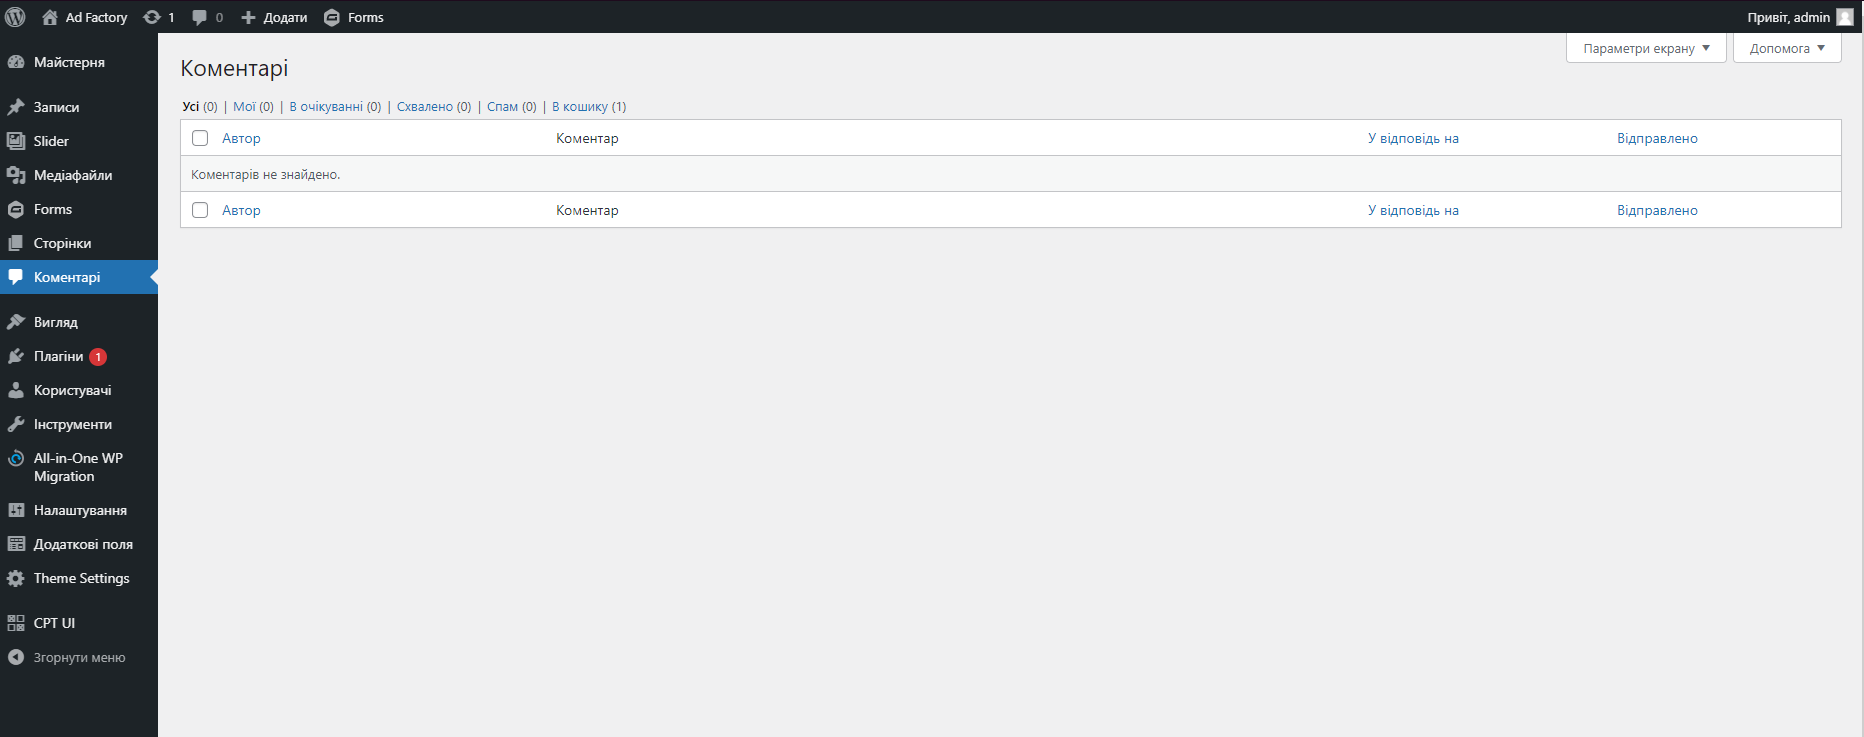 Ad Factory 1 0 Додати Forms Привіт, admin
Параметри екрану Допомога
Майстерня
Записи
Slider
Медіафайли
Forms
Сторінки
Коментарі
Вигляд
Плагіни 1
Користувачі
Інструменти
All-in-One WP
Migration
Налаштування
Додаткові поля
Theme Settings
CPT UI
Згорнути меню
Коментарі
Усі (0) | Мої (0) | В очікуванні (0) | Схвалено (0) | Спам (0) | В кошику (1)
Автор Коментар У відповідь на Відправлено
Коментарів не знайдено.
Автор Коментар У відповідь на Відправлено